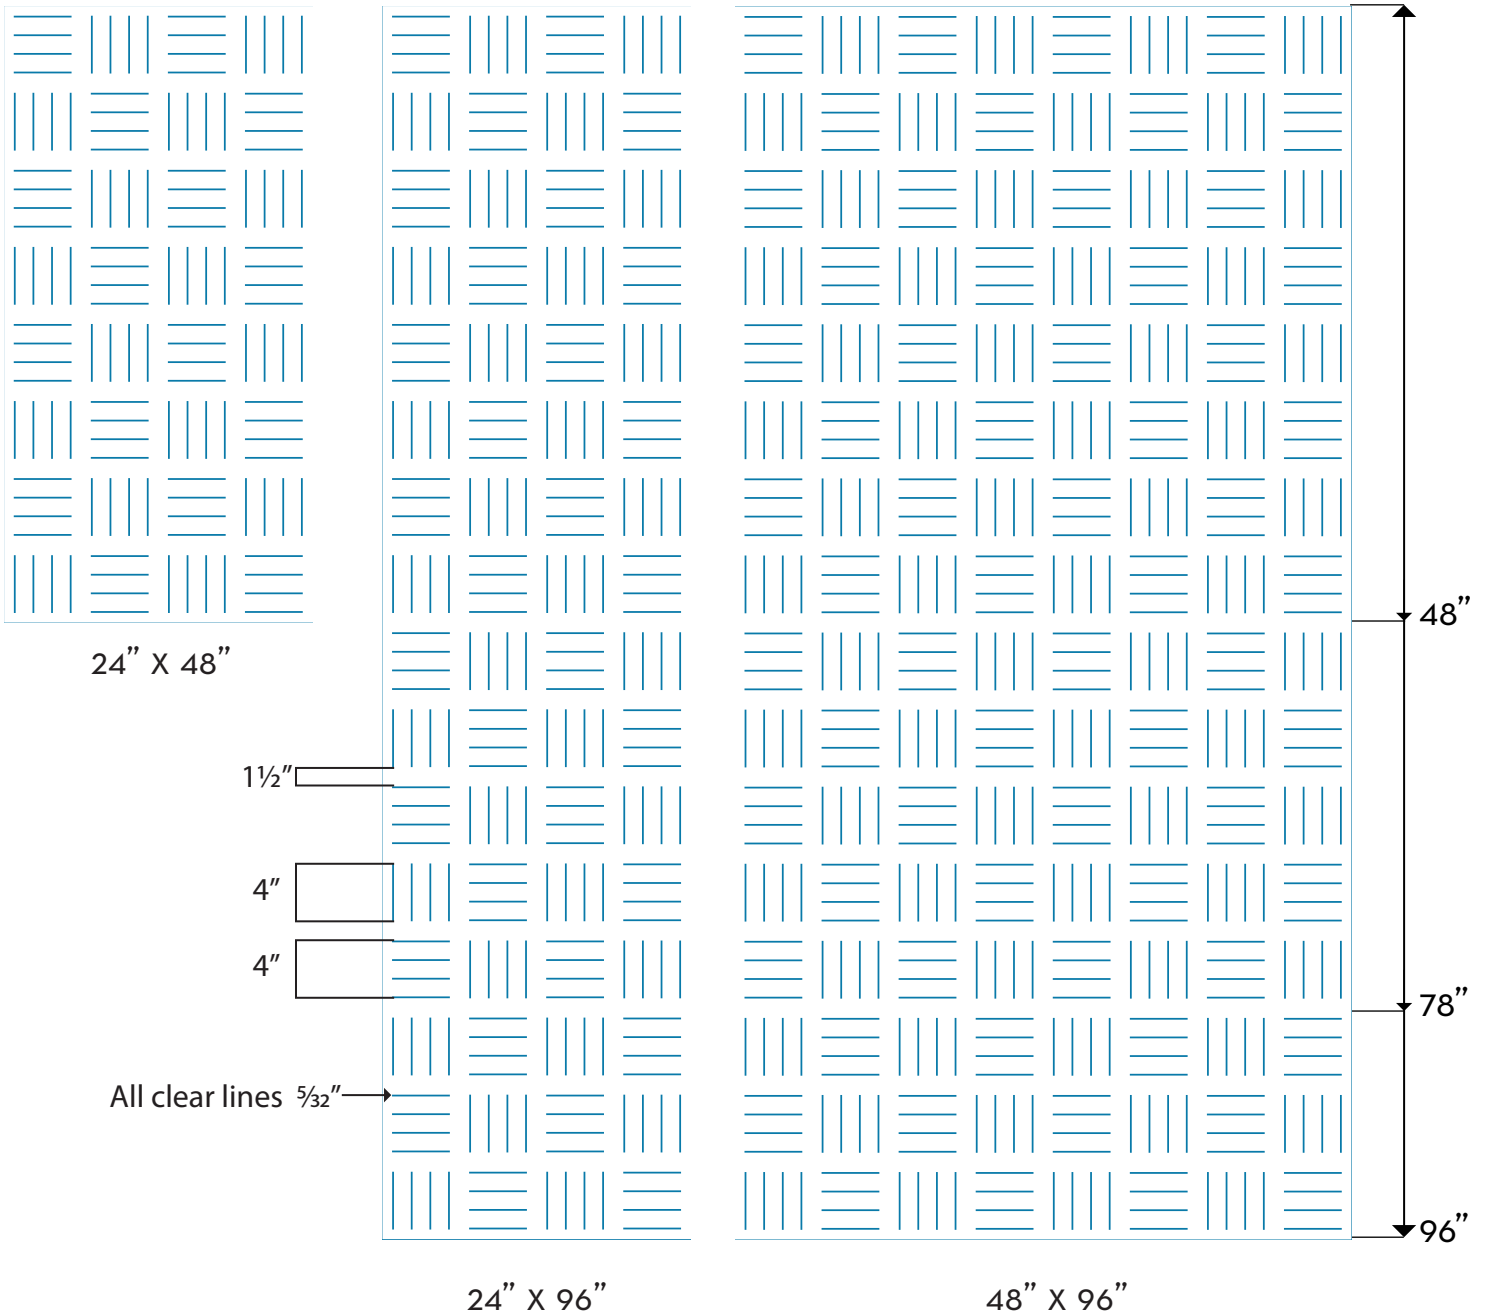 48”
24” X 48”
1½”
4”
4”
78”
All clear lines 5⁄32”
96”
24” X 96”
48” X 96”